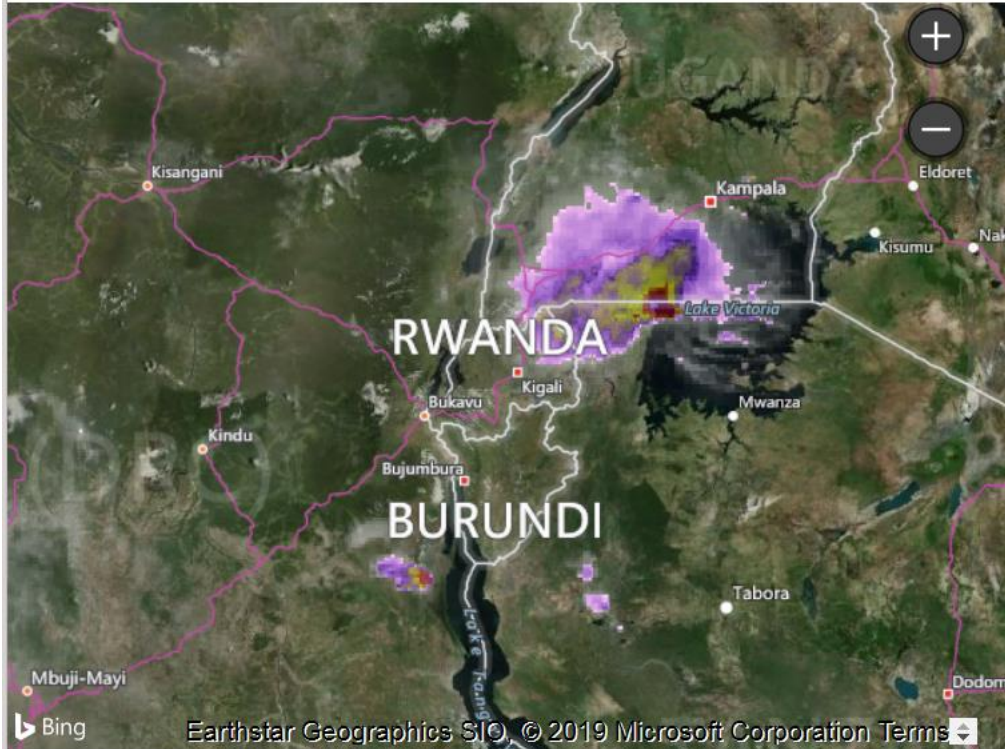 +
UGANDA
−
Kisangani
Eldoret
Kampala
Kisumu
Nak
Lake Victoria
RWANDA
Kigali
Bukavu
Mwanza
Kindu
(DRC)
Bujumbura
BURUNDI
Tabora
Lake Tang
Mbuji-Mayi
Dodom
Bing
Earthstar Geographics SIO, © 2019 Microsoft Corporation Terms